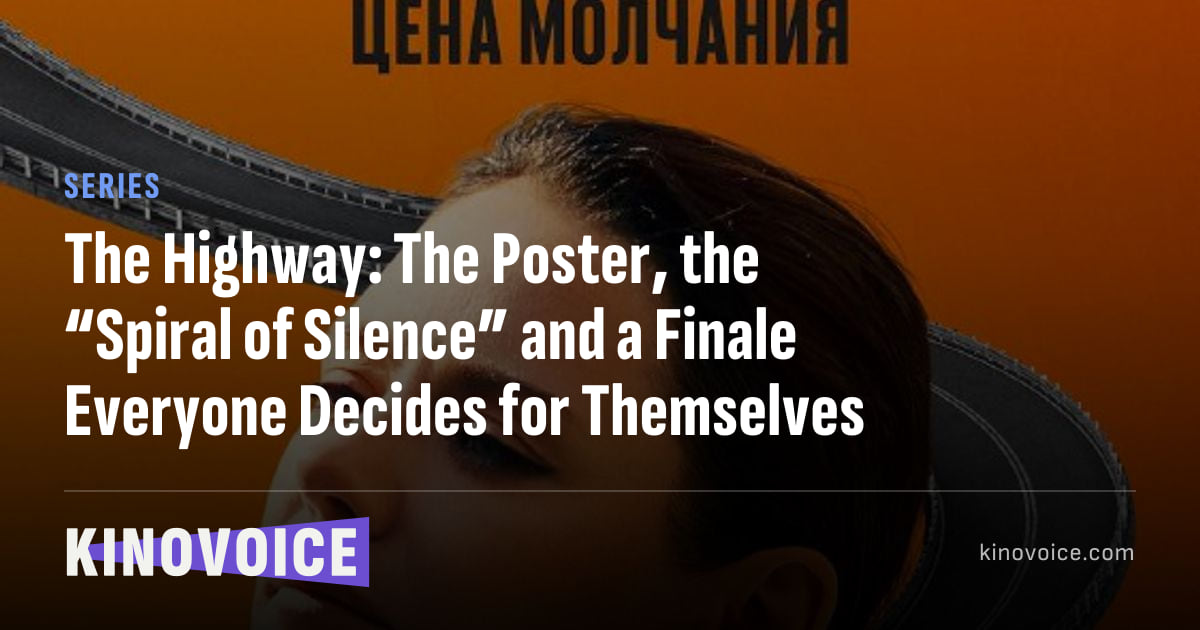 ЦЕНА МОЛЧАНИЯ
SERIES
The Highway: The Poster, the
“Spiral of Silence” and a Finale
Everyone Decides for Themselves
KINOVOICE
kinovoice.com